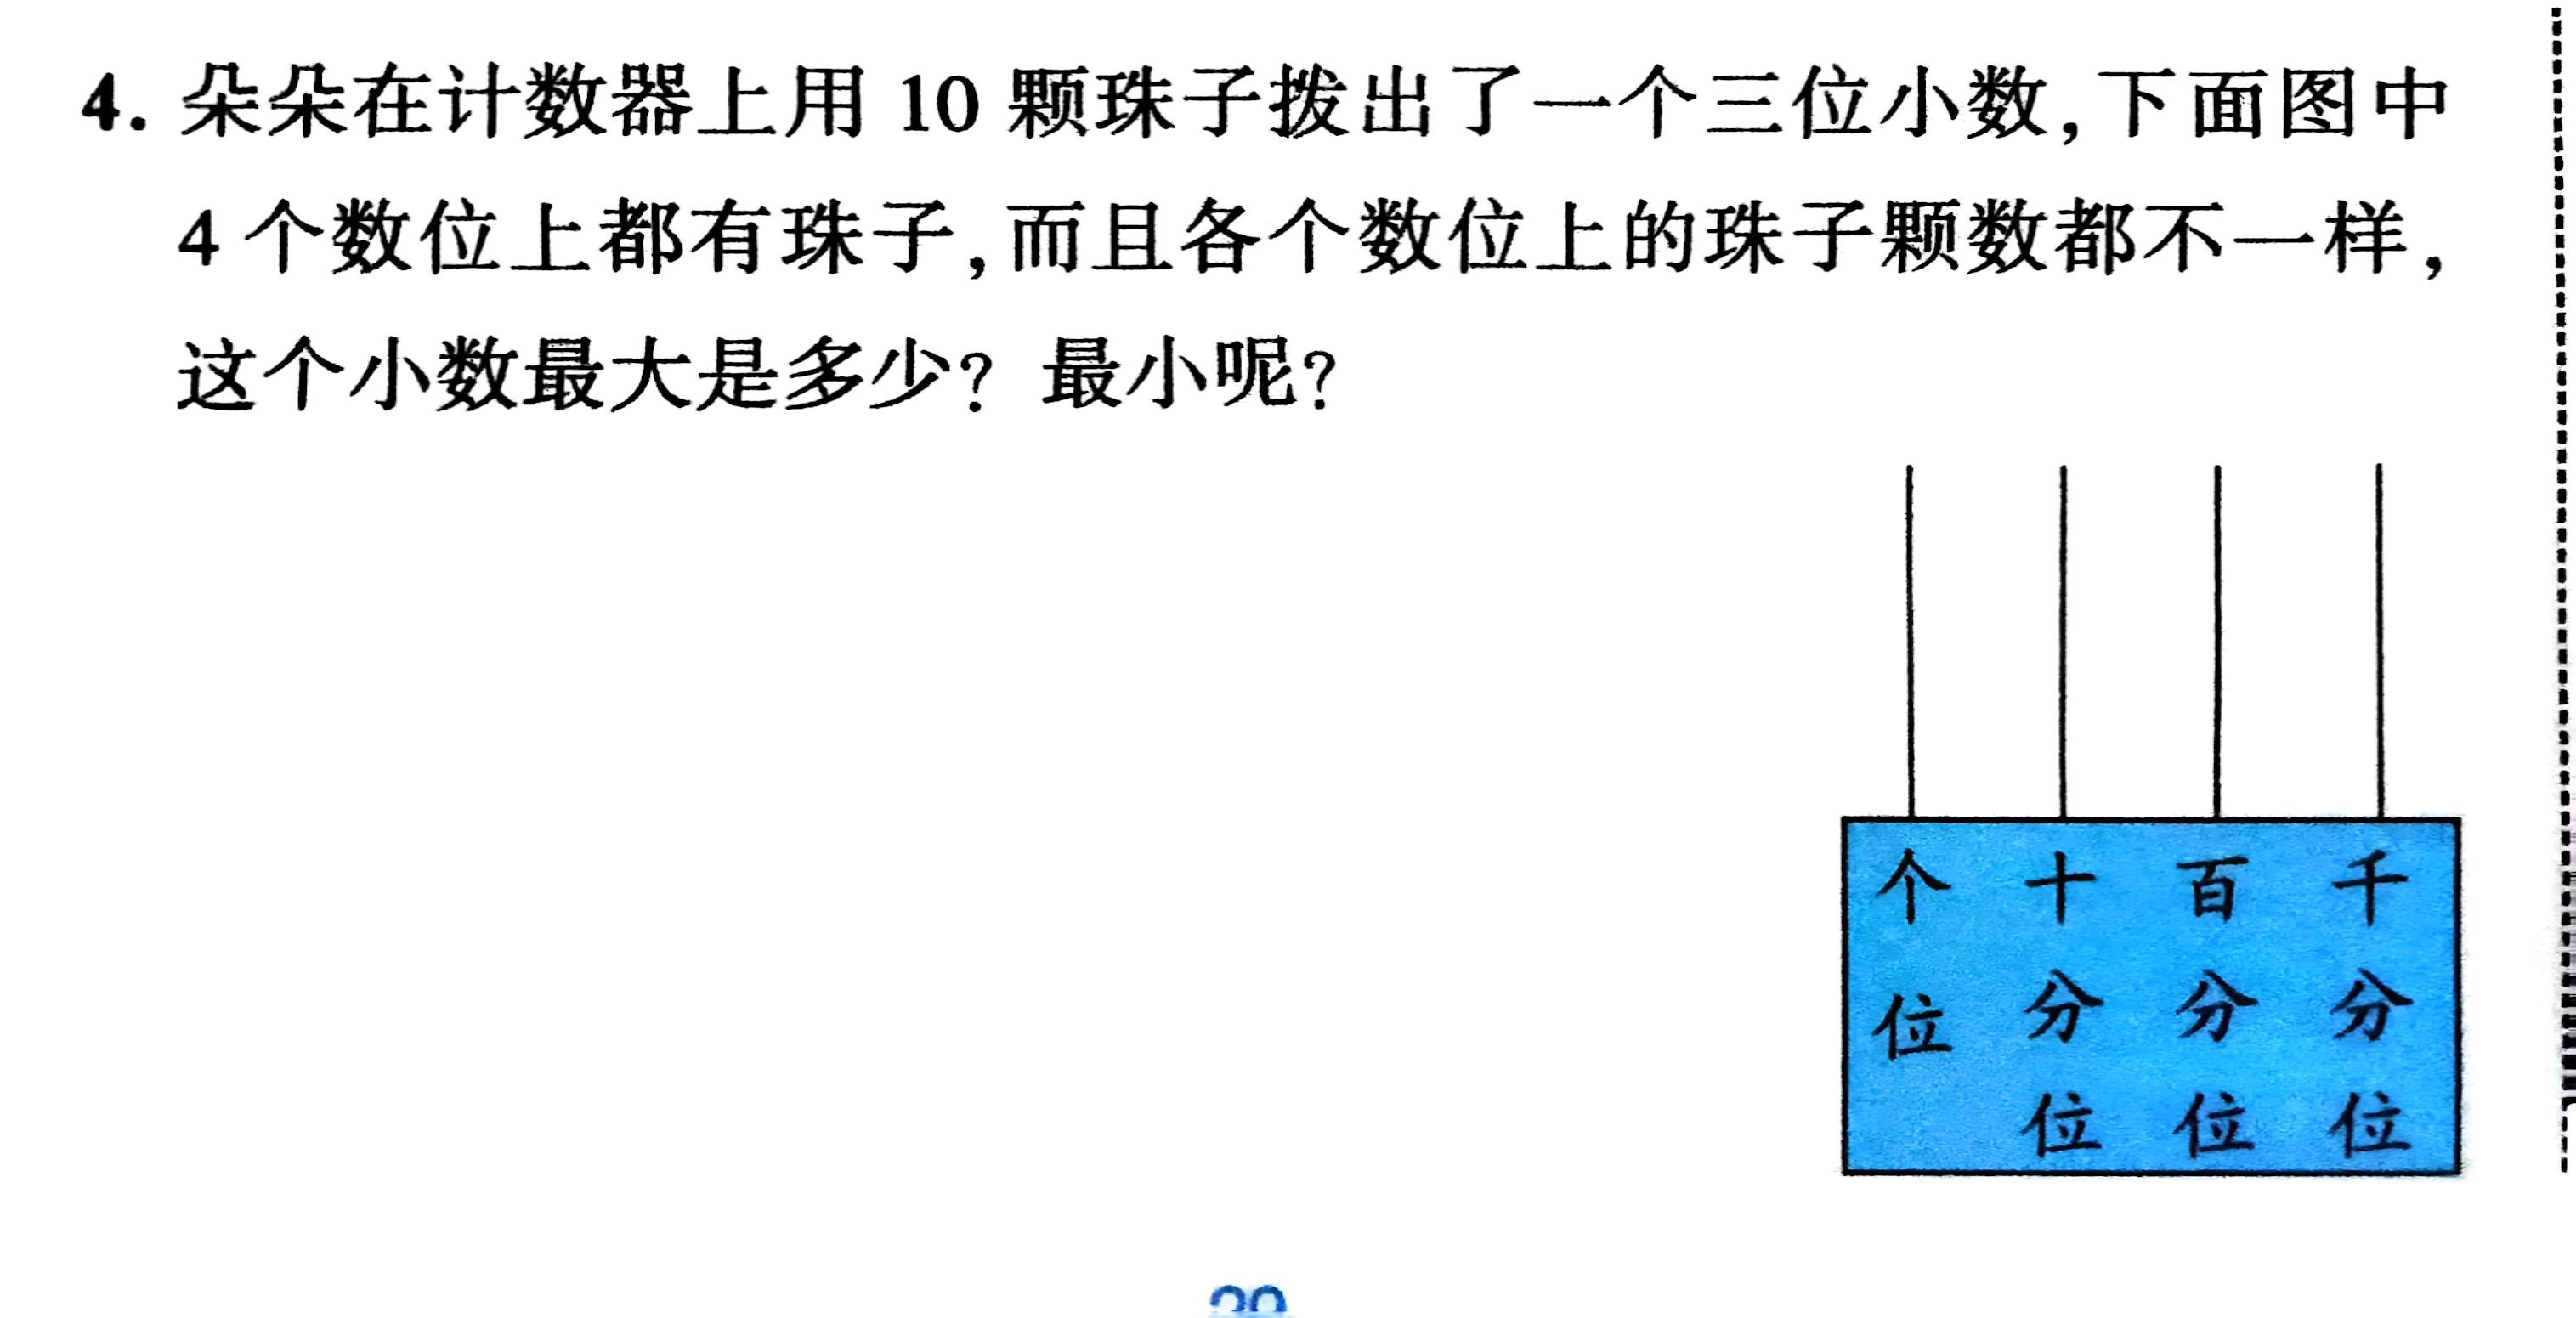 4. 朵朵在计数器上用 10 颗珠子拨出了一个三位小数,下面图中
4 个数位上都有珠子,而且各个数位上的珠子颗数都不一样,
这个小数最大是多少? 最小呢?
个 十 百 千
位 分 分 分
位 位 位